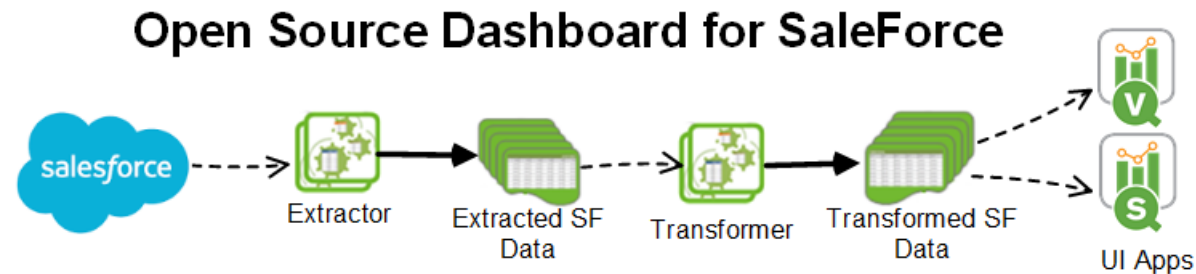 Open Source Dashboard for SaleForce
salesforce
Extractor
Extracted SF
Data
Transformer
Transformed SF
Data
V
S
UI Apps